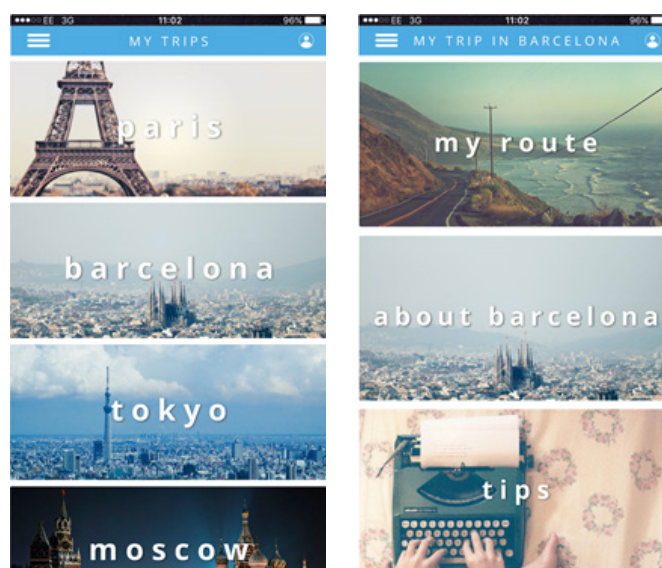 EE 3G 11:02 96%
MY TRIPS
paris
barcelona
tokyo
moscow
EE 3G 11:02 96%
MY TRIP IN BARCELONA
my route
about barcelona
tips